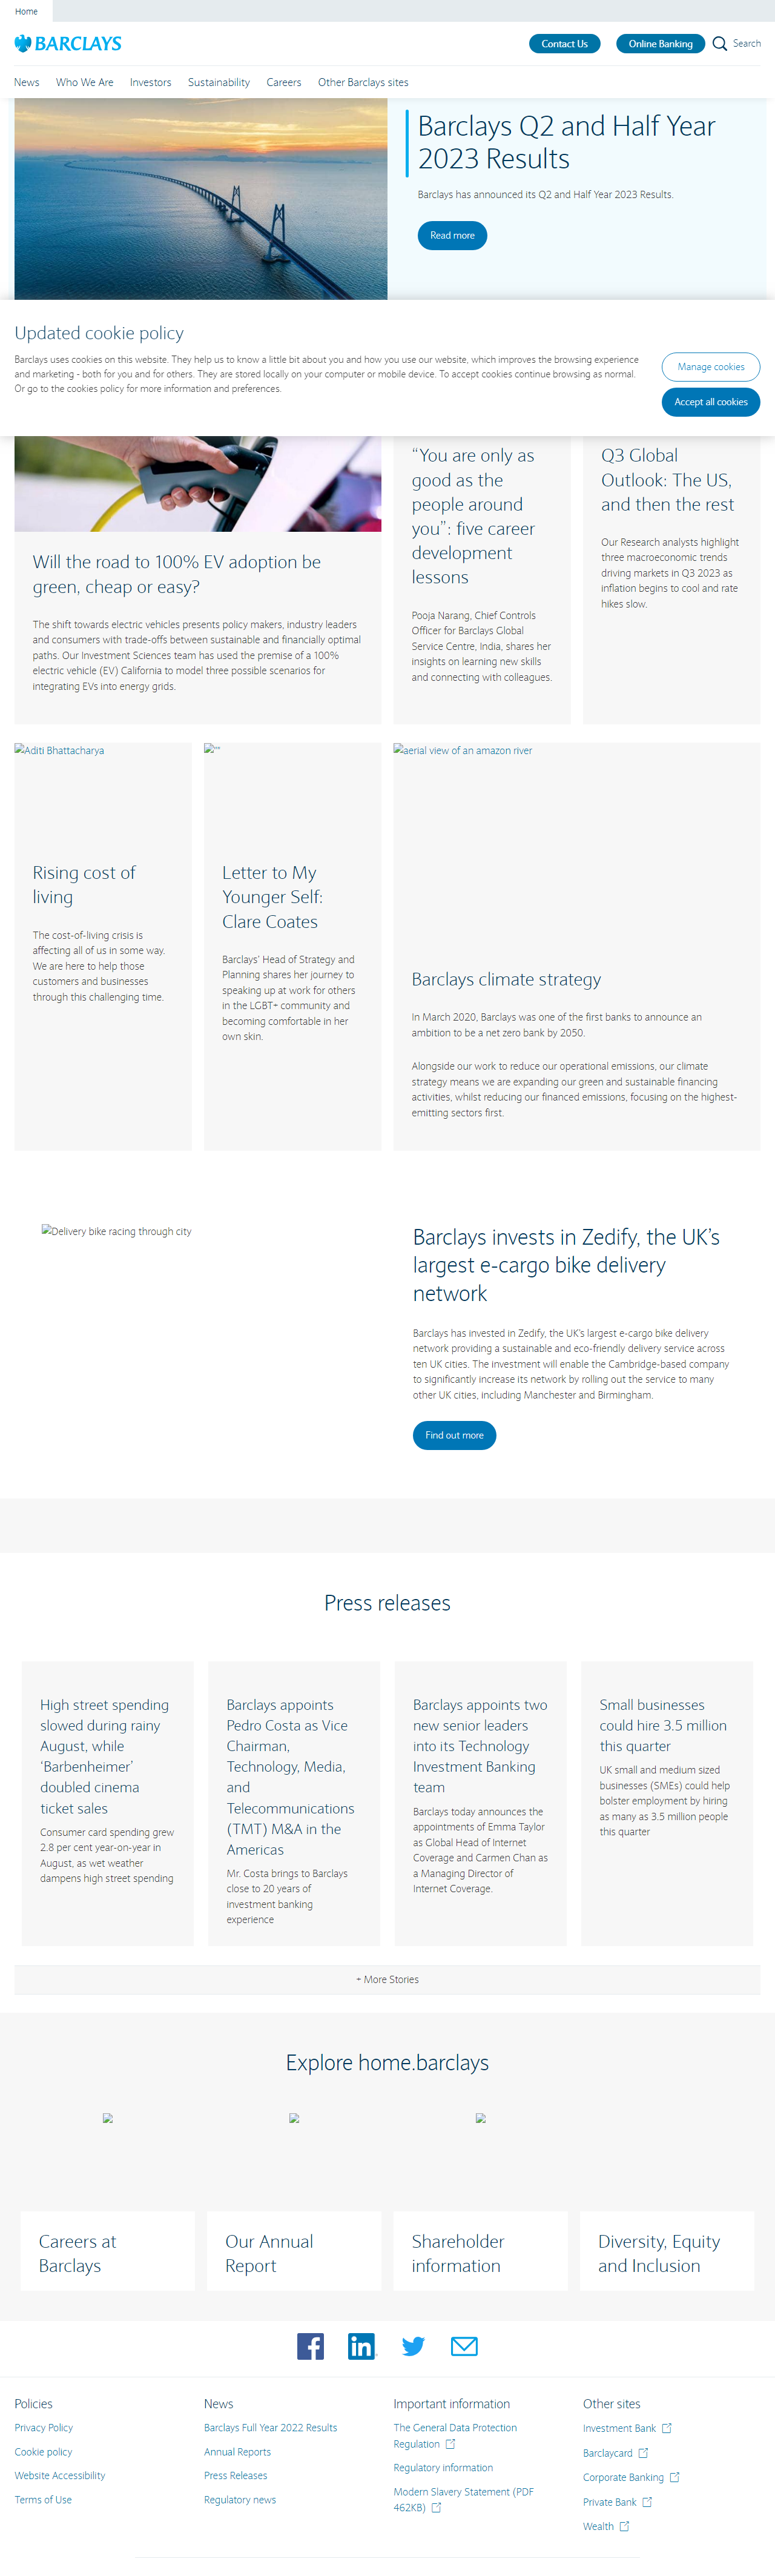 Home
BARCLAYS
Contact Us
Online Banking
Search
News
Who We Are
Investors
Sustainability
Careers
Other Barclays sites
Barclays Q2 and Half Year
2023 Results
Barclays has announced its Q2 and Half Year 2023 Results.
Read more
Updated cookie policy
Barclays uses cookies on this website. They help us to know a little bit about you and how you use our website, which improves the browsing experience
and marketing - both for you and for others. They are stored locally on your computer or mobile device. To accept cookies continue browsing as normal.
Or go to the cookies policy for more information and preferences.
Manage cookies
Accept all cookies
Will the road to 100% EV adoption be
green, cheap or easy?
The shift towards electric vehicles presents policy makers, industry leaders
and consumers with trade-offs between sustainable and financially optimal
paths. Our Investment Sciences team has used the premise of a 100%
electric vehicle (EV) California to model three possible scenarios for
integrating EVs into energy grids.
“You are only as
good as the
people around
you”: five career
development
lessons
Pooja Narang, Chief Controls
Officer for Barclays Global
Service Centre, India, shares her
insights on learning new skills
and connecting with colleagues.
Q3 Global
Outlook: The US,
and then the rest
Our Research analysts highlight
three macroeconomic trends
driving markets in Q3 2023 as
inflation begins to cool and rate
hikes slow.
Aditi Bhattacharya
Rising cost of
living
The cost-of-living crisis is
affecting all of us in some way.
We are here to help those
customers and businesses
through this challenging time.
""
Letter to My
Younger Self:
Clare Coates
Barclays' Head of Strategy and
Planning shares her journey to
speaking up at work for others
in the LGBT+ community and
becoming comfortable in her
own skin.
aerial view of an amazon river
Barclays climate strategy
In March 2020, Barclays was one of the first banks to announce an
ambition to be a net zero bank by 2050.
Alongside our work to reduce our operational emissions, our climate
strategy means we are expanding our green and sustainable financing
activities, whilst reducing our financed emissions, focusing on the highest-
emitting sectors first.
Delivery bike racing through city
Barclays invests in Zedify, the UK’s
largest e-cargo bike delivery
network
Barclays has invested in Zedify, the UK's largest e-cargo bike delivery
network providing a sustainable and eco-friendly delivery service across
ten UK cities. The investment will enable the Cambridge-based company
to significantly increase its network by rolling out the service to many
other UK cities, including Manchester and Birmingham.
Find out more
Press releases
High street spending
slowed during rainy
August, while
‘Barbenheimer’
doubled cinema
ticket sales
Consumer card spending grew
2.8 per cent year-on-year in
August, as wet weather
dampens high street spending
Barclays appoints
Pedro Costa as Vice
Chairman,
Technology, Media,
and
Telecommunications
(TMT) M&A in the
Americas
Mr. Costa brings to Barclays
close to 20 years of
investment banking
experience
Barclays appoints two
new senior leaders
into its Technology
Investment Banking
team
Barclays today announces the
appointments of Emma Taylor
as Global Head of Internet
Coverage and Carmen Chan as
a Managing Director of
Internet Coverage.
Small businesses
could hire 3.5 million
this quarter
UK small and medium sized
businesses (SMEs) could help
bolster employment by hiring
as many as 3.5 million people
this quarter
+ More Stories
Explore home.barclays
Careers at
Barclays
Our Annual
Report
Shareholder
information
Diversity, Equity
and Inclusion
Policies
Privacy Policy
Cookie policy
Website Accessibility
Terms of Use
News
Barclays Full Year 2022 Results
Annual Reports
Press Releases
Regulatory news
Important information
The General Data Protection
Regulation
Regulatory information
Modern Slavery Statement (PDF
462KB)
Other sites
Investment Bank
Barclaycard
Corporate Banking
Private Bank
Wealth